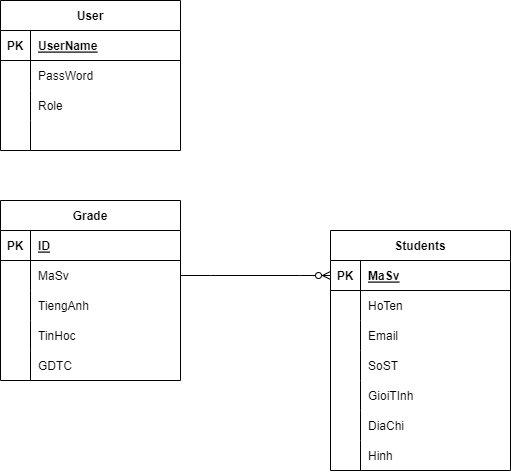 User
PK UserName
PassWord
Role
Grade
PK ID
MaSv
TiengAnh
TinHoc
GDTC
Students
PK MaSv
HoTen
Email
SoST
GioiTInh
DiaChi
Hinh